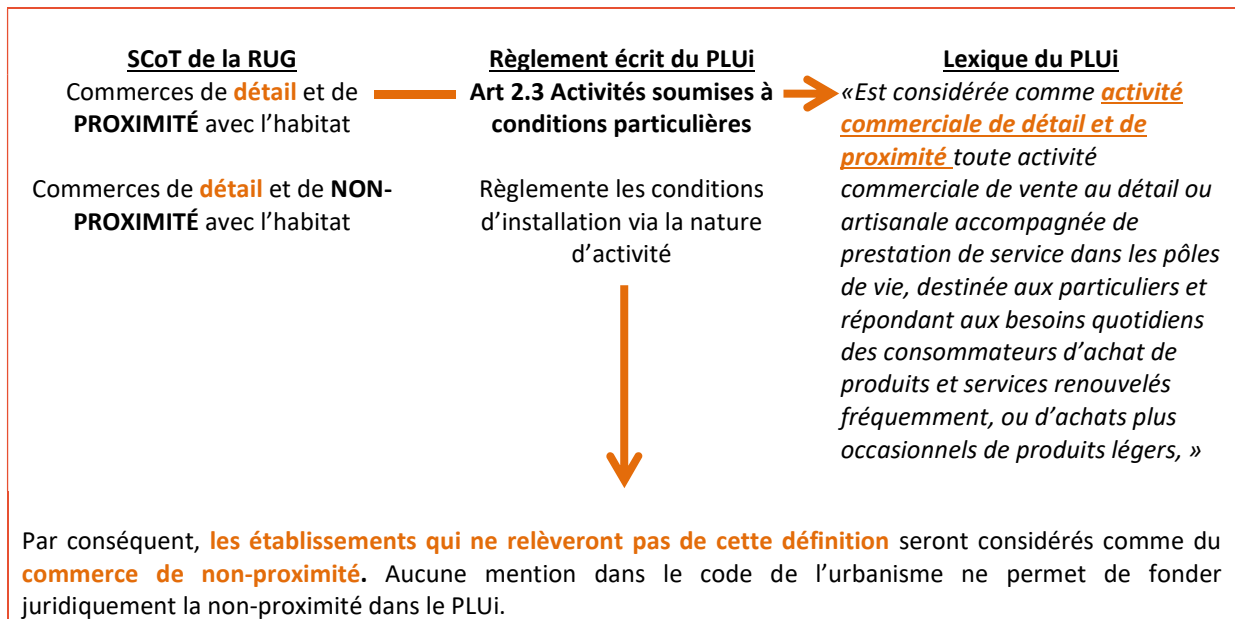 SCoT de la RUG
Commerces de détail et de
PROXIMITÉ avec l'habitat
Commerces de détail et de NON-
PROXIMITÉ avec l'habitat
Règlement écrit du PLUi
Art 2.3 Activités soumises à
conditions particulières
Règlemente les conditions
d'installation via la nature
d'activité
Lexique du PLUi
«Est considérée comme activité
commerciale de détail et de
proximité toute activité
commerciale de vente au détail ou
artisanale accompagnée de
prestation de service dans les pôles
de vie, destinée aux particuliers et
répondant aux besoins quotidiens
des consommateurs d'achat de
produits et services renouvelés
fréquemment, ou d'achats plus
occasionnels de produits légers, »
Par conséquent, les établissements qui ne relèveront pas de cette définition seront considérés comme du
commerce de non-proximité. Aucune mention dans le code de l'urbanisme ne permet de fonder
juridiquement la non-proximité dans le PLUi.